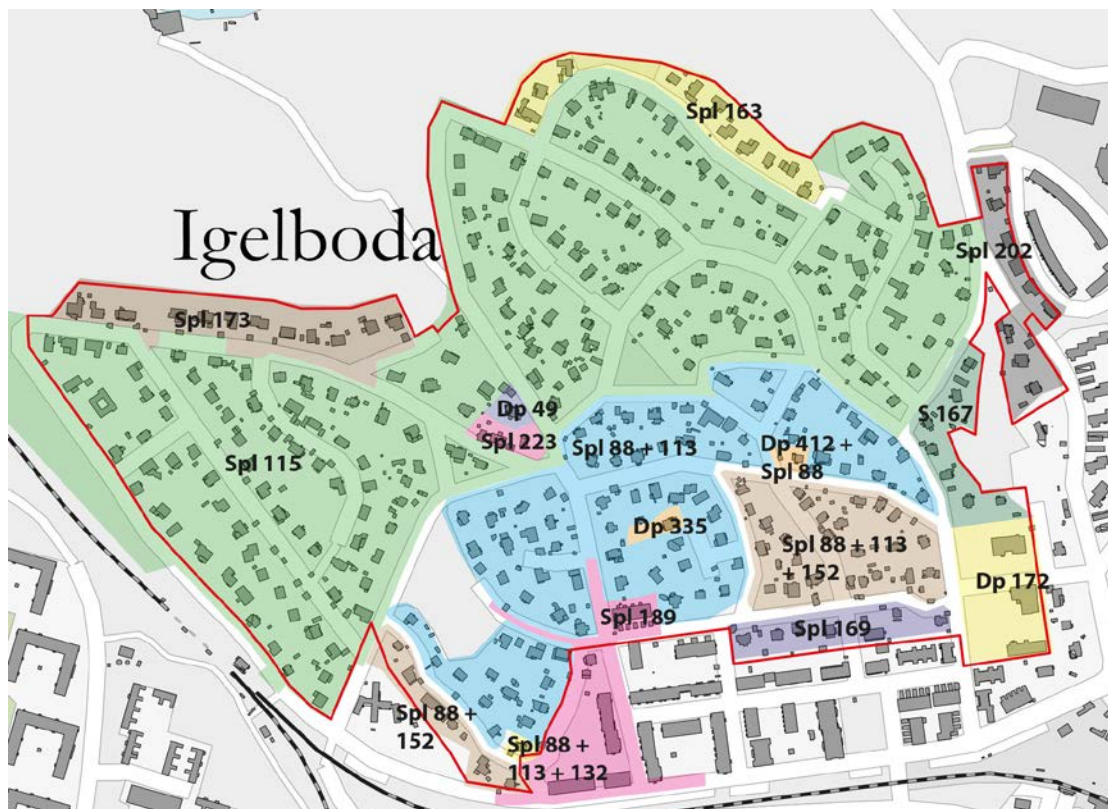 Spl 163
Igelboda
Spl 202
Spl 173
Dp 49
S 167
Spl 223
Spl 88 + 113
Dp 412 +
Spl 88
Spl 115
Dp 335
Spl 88 + 113
+ 152
Dp 172
Spl 189
Spl 169
Spl 88 +
152
Spl 88 +
113 + 132